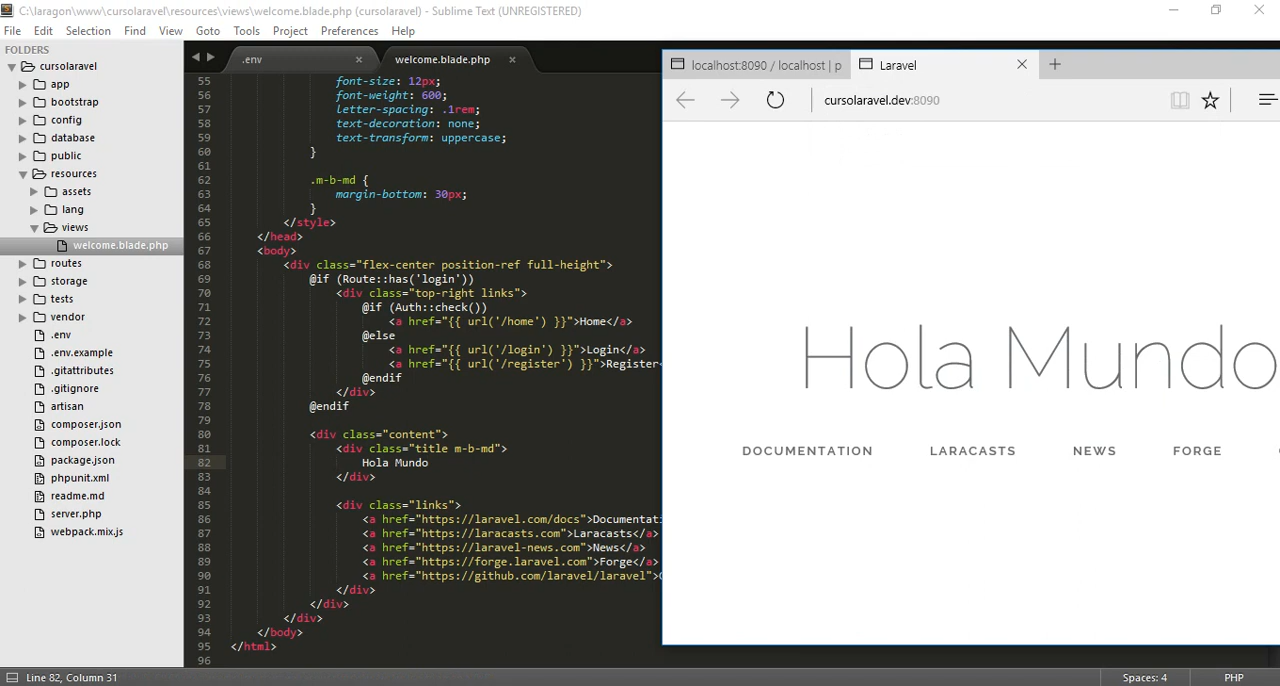 C:\laragon\www\cursolaravel\resources\views\welcome.blade.php (cursolaravel) - Sublime Text (UNREGISTERED)
File Edit Selection Find View Goto Tools Project Preferences Help
FOLDERS
cursolaravel
app
bootstrap
config
database
public
resources
assets
lang
views
welcome.blade.php
routes
storage
tests
vendor
.env
.env.example
.gitattributes
.gitignore
artisan
composer.json
composer.lock
package.json
phpunit.xml
readme.md
server.php
webpack.mix.js
.env welcome.blade.php
55 font-size: 12px;
56 font-weight: 600;
57 letter-spacing: .1rem;
58 text-decoration: none;
59 text-transform: uppercase;
60 }
61
62 .m-b-md {
63 margin-bottom: 30px;
64 }
65 </style>
66 </head>
67 <body>
68 <div class="flex-center position-ref full-height">
69 @if (Route::has('login'))
70 <div class="top-right links">
71 @if (Auth::check())
72 <a href="{{ url('/home') }}">Home</a>
73 @else
74 <a href="{{ url('/login') }}">Login</a>
75 <a href="{{ url('/register') }}">Register<
76 @endif
77 </div>
78 @endif
79
80 <div class="content">
81 <div class="title m-b-md">
82 Hola Mundo
83 </div>
84
85 <div class="links">
86 <a href="https://laravel.com/docs">Documentati
87 <a href="https://laracasts.com">Laracasts</a>
88 <a href="https://laravel-news.com">News</a>
89 <a href="https://forge.laravel.com">Forge</a>
90 <a href="https://github.com/laravel/laravel">
91 </div>
92 </div>
93 </div>
94 </body>
95 </html>
96
localhost:8090 / localhost | p Laravel
cursolaravel.dev:8090
Hola Mundo
DOCUMENTATION LARACASTS NEWS FORGE
Line 82, Column 31 Spaces: 4 PHP